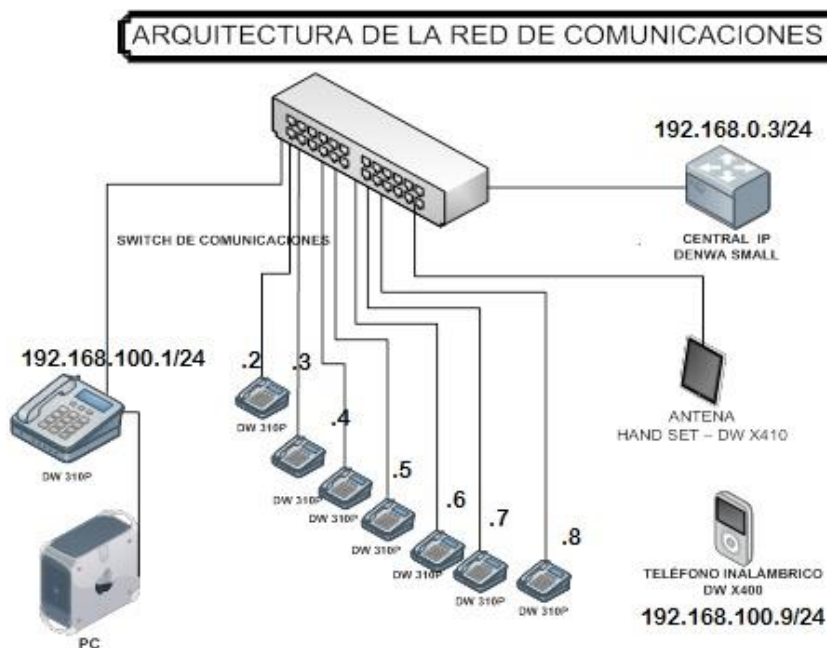 ARQUITECTURA DE LA RED DE COMUNICACIONES
192.168.0.3/24
CENTRAL IP
DENWA SMALL
SWITCH DE COMUNICACIONES
192.168.100.1/24
DW 310P
PC
.2
DW 310P
.3
DW 310P
.4
DW 310P
.5
DW 310P
.6
DW 310P
.7
DW 310P
.8
DW 310P
ANTENA
HAND SET – DW X410
TELÉFONO INALÁMBRICO
DW X400
192.168.100.9/24